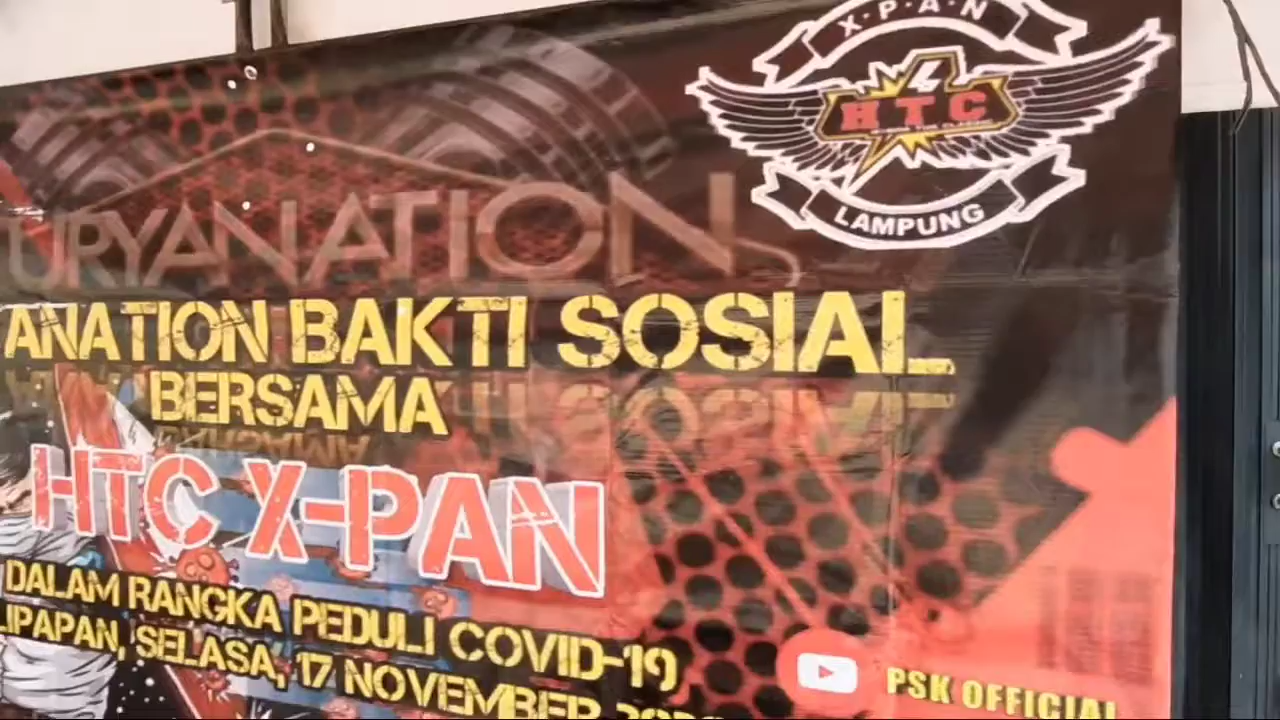 X·P·A·N
HTC
LAMPUNG
URYANATION
ANATION BAKTI SOSIAL
BERSAMA
HTC X-PAN
DALAM RANGKA PEDULI COVID-19
LIPAPAN, SELASA, 17 NOVEMBER
PSK OFFICIAL